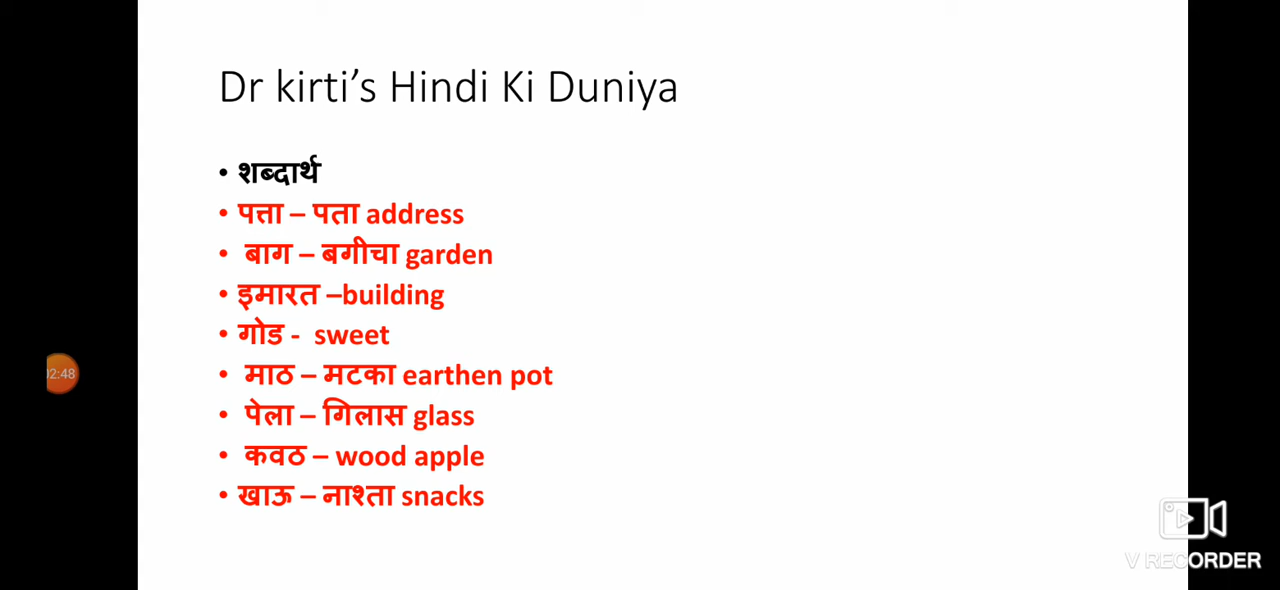 Dr kirti’s Hindi Ki Duniya
• शब्दार्थ
• पत्ता – पता address
• बाग – बगीचा garden
• इमारत –building
• गोड - sweet
• माठ – मटका earthen pot
• पेला – गिलास glass
• कवठ – wood apple
• खाऊ – नाश्ता snacks
02:48
V RECORDER